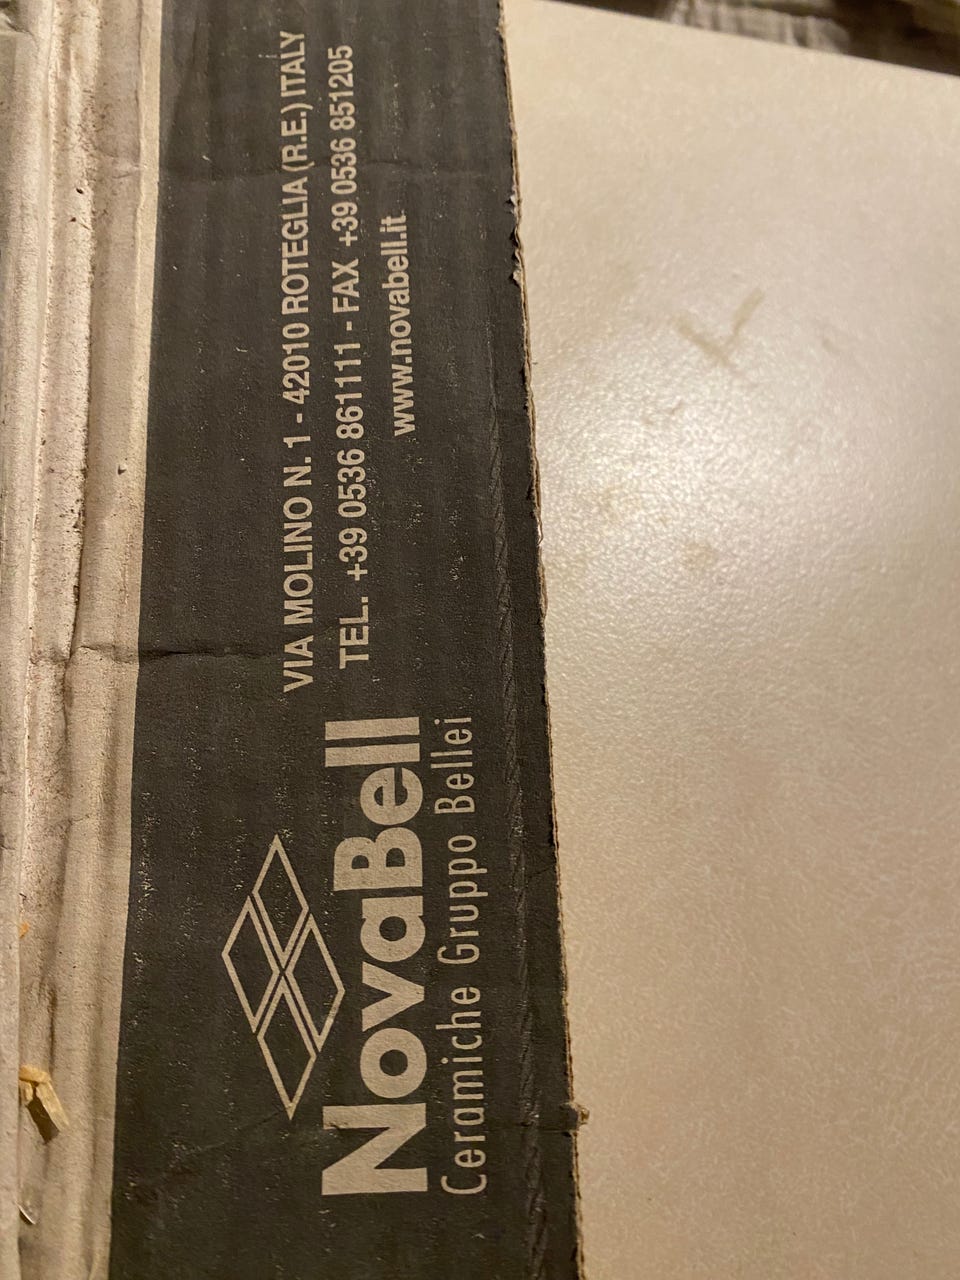 NovaBell
Ceramiche Gruppo Bellei
VIA MOLINO N. 1 - 42010 ROTEGLIA (R.E.) ITALY
TEL. +39 0536 861111 - FAX +39 0536 851205
www.novabell.it